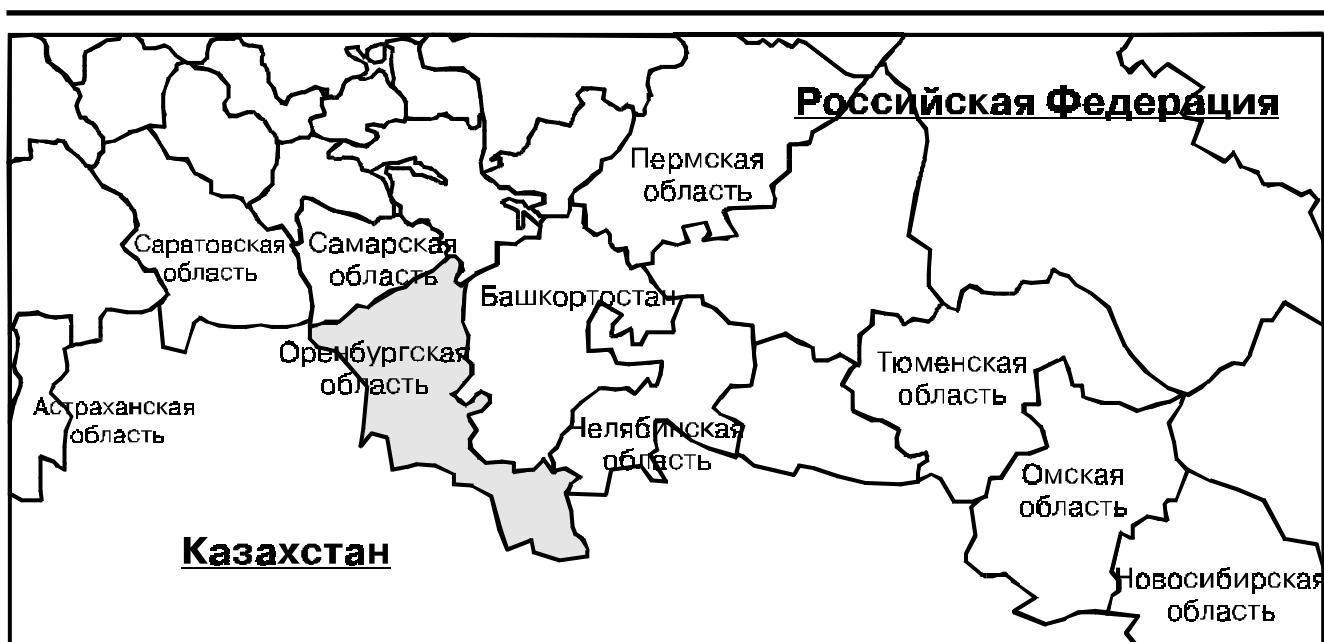 Российская Федерация
Пермская
область
Саратовская
область
Самарская
область
Башкортостан
Оренбургская
область
Тюменская
область
Астраханская
область
Челябинская
область
Омская
область
Казахстан
Новосибирская
область